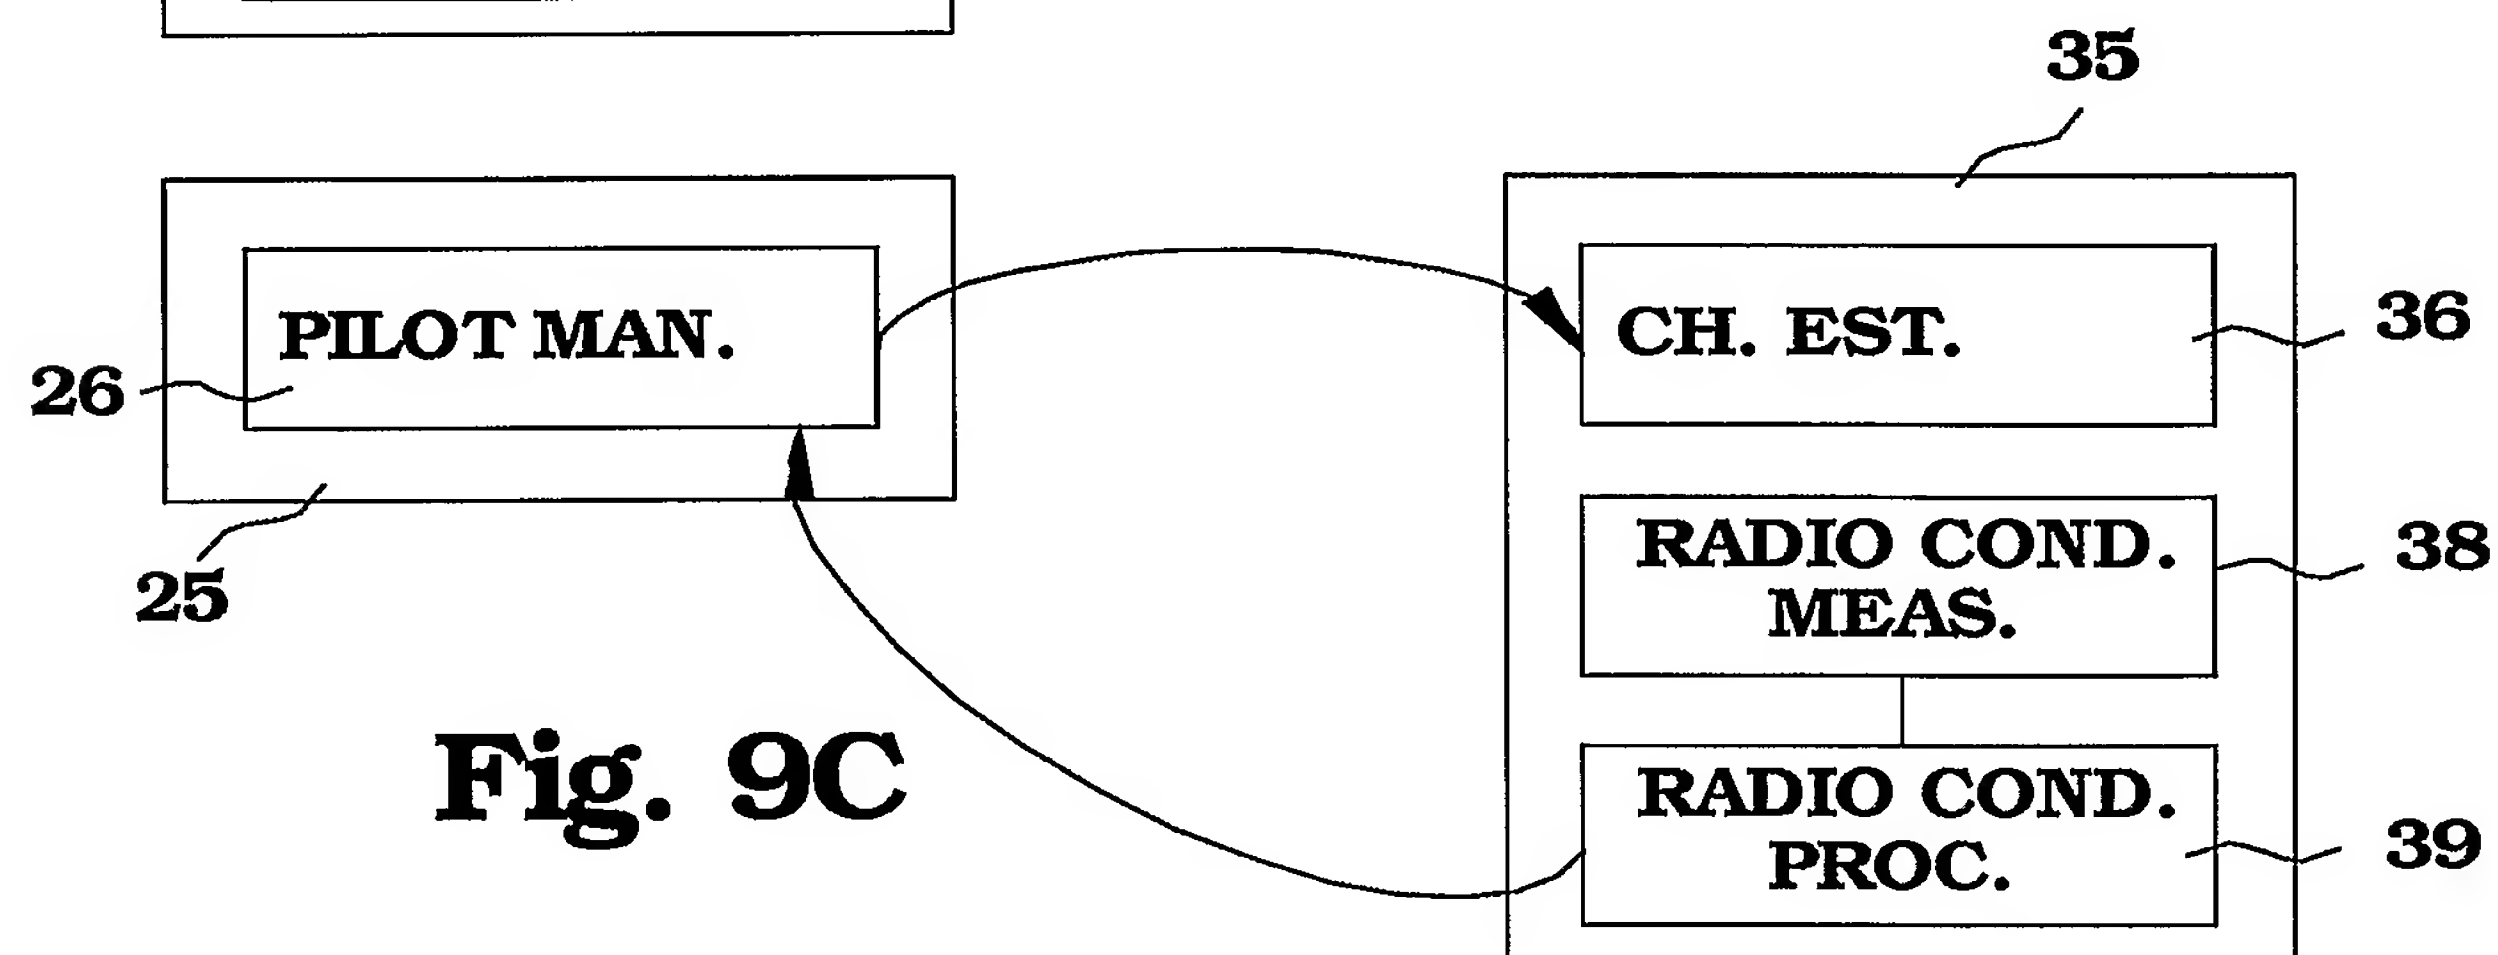 35
PILOT MAN.
26
25
CH. EST.
36
RADIO COND.
MEAS.
38
RADIO COND.
PROC.
39
Fig. 9C